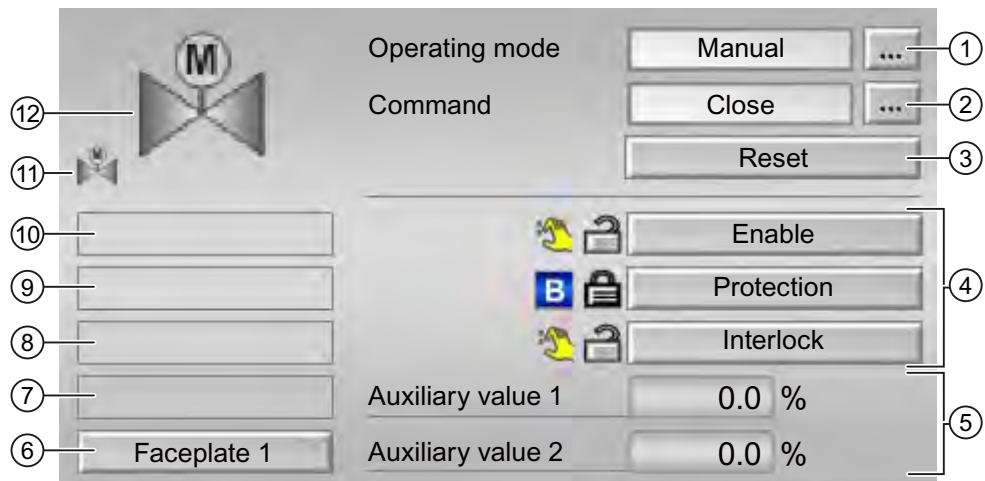 M
Operating mode
Manual
...
1
Command
Close
...
2
12
Reset
3
M
11
10
Enable
9
B
Protection
4
8
Interlock
7
Auxiliary value 1
0.0 %
5
6
Faceplate 1
Auxiliary value 2
0.0 %